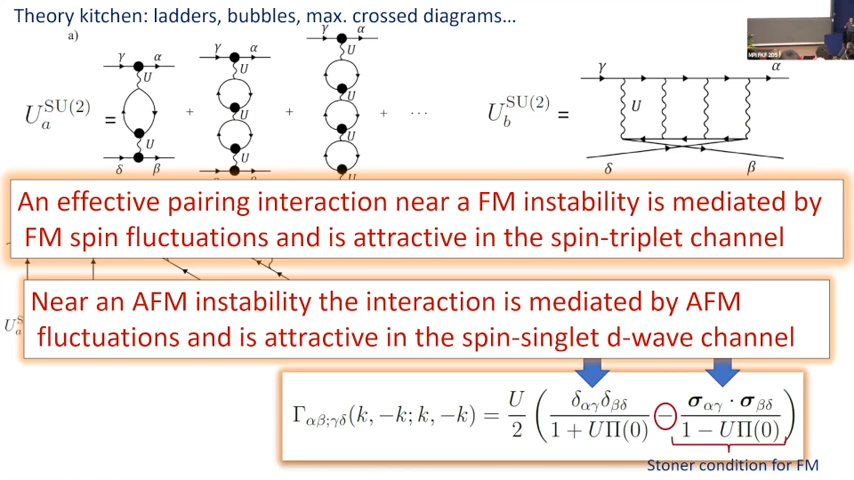 Theory kitchen: ladders, bubbles, max. crossed diagrams…
a)
γ α γ α γ α γ α
U U U U
U_a^{SU(2)} = + + + ⋯ U_b^{SU(2)} =
U U U
δ β δ β
An effective pairing interaction near a FM instability is mediated by
FM spin fluctuations and is attractive in the spin-triplet channel
Near an AFM instability the interaction is mediated by AFM
fluctuations and is attractive in the spin-singlet d-wave channel
Γ_{αβ;γδ}(k, −k; k, −k) = U/2 ( δ_{αγ}δ_{βδ} / (1 + UΠ(0)) − σ_{αγ} · σ_{βδ} / (1 − UΠ(0)) )
Stoner condition for FM